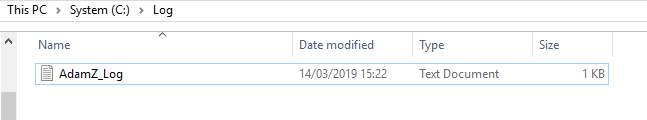 This PC > System (C:) > Log
Name Date modified Type Size
AdamZ_Log 14/03/2019 15:22 Text Document 1 KB